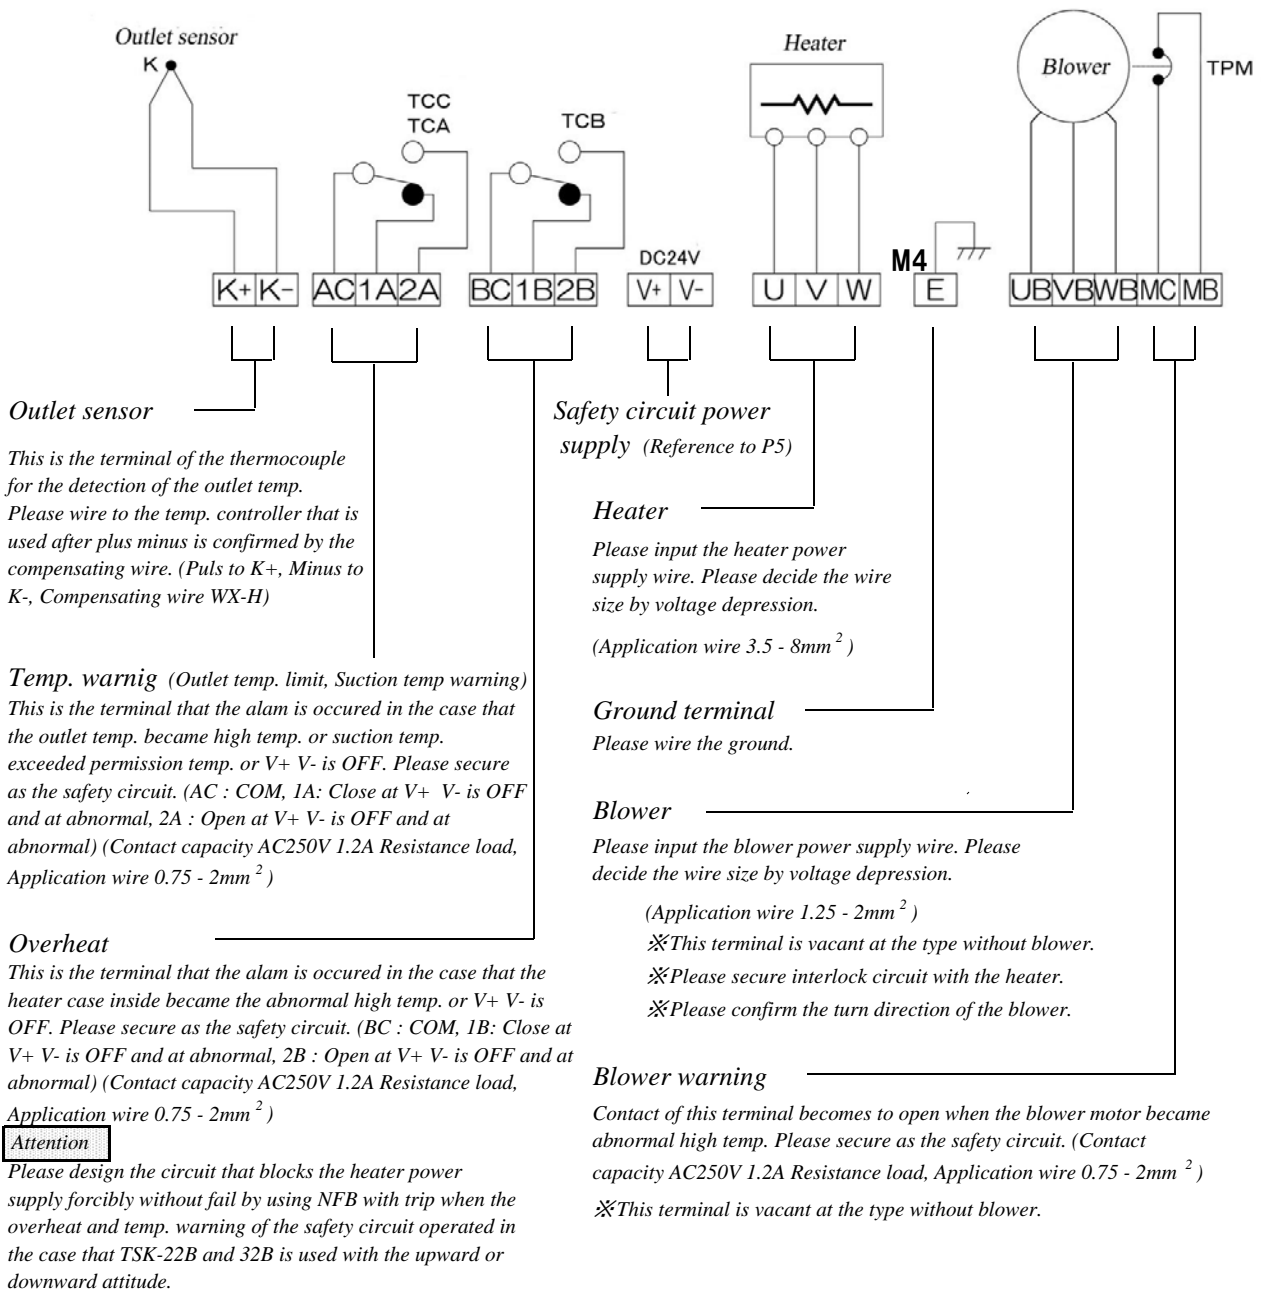 Outlet sensor
K
TCC
TCA
TCB
Heater
Blower
TPM
DC24V
M4
K+ K-
AC 1A 2A
BC 1B 2B
V+ V-
U V W
E
UB VB WB MC MB
Outlet sensor
This is the terminal of the thermocouple
for the detection of the outlet temp.
Please wire to the temp. controller that is
used after plus minus is confirmed by the
compensating wire. (Puls to K+, Minus to
K-, Compensating wire WX-H)
Temp. warnig (Outlet temp. limit, Suction temp warning)
This is the terminal that the alam is occured in the case that
the outlet temp. became high temp. or suction temp.
exceeded permission temp. or V+ V- is OFF. Please secure
as the safety circuit. (AC : COM, 1A: Close at V+ V- is OFF
and at abnormal, 2A : Open at V+ V- is OFF and at
abnormal) (Contact capacity AC250V 1.2A Resistance load,
Application wire 0.75 - 2mm 2 )
Overheat
This is the terminal that the alam is occured in the case that the
heater case inside became the abnormal high temp. or V+ V- is
OFF. Please secure as the safety circuit. (BC : COM, 1B: Close at
V+ V- is OFF and at abnormal, 2B : Open at V+ V- is OFF and at
abnormal) (Contact capacity AC250V 1.2A Resistance load,
Application wire 0.75 - 2mm 2 )
Attention
Please design the circuit that blocks the heater power
supply forcibly without fail by using NFB with trip when the
overheat and temp. warning of the safety circuit operated in
the case that TSK-22B and 32B is used with the upward or
downward attitude.
Safety circuit power
supply (Reference to P5)
Heater
Please input the heater power
supply wire. Please decide the wire
size by voltage depression.
(Application wire 3.5 - 8mm 2 )
Ground terminal
Please wire the ground.
Blower
Please input the blower power supply wire. Please
decide the wire size by voltage depression.
(Application wire 1.25 - 2mm 2 )
※This terminal is vacant at the type without blower.
※Please secure interlock circuit with the heater.
※Please confirm the turn direction of the blower.
Blower warning
Contact of this terminal becomes to open when the blower motor became
abnormal high temp. Please secure as the safety circuit. (Contact
capacity AC250V 1.2A Resistance load, Application wire 0.75 - 2mm 2 )
※This terminal is vacant at the type without blower.